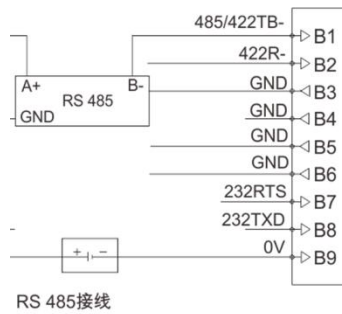 485/422TB-
B1
422R-
B2
A+ B-
GND
B3
RS 485
GND
GND
B4
GND
B5
GND
B6
232RTS
B7
232TXD
B8
0V
B9
+ -
RS 485接线